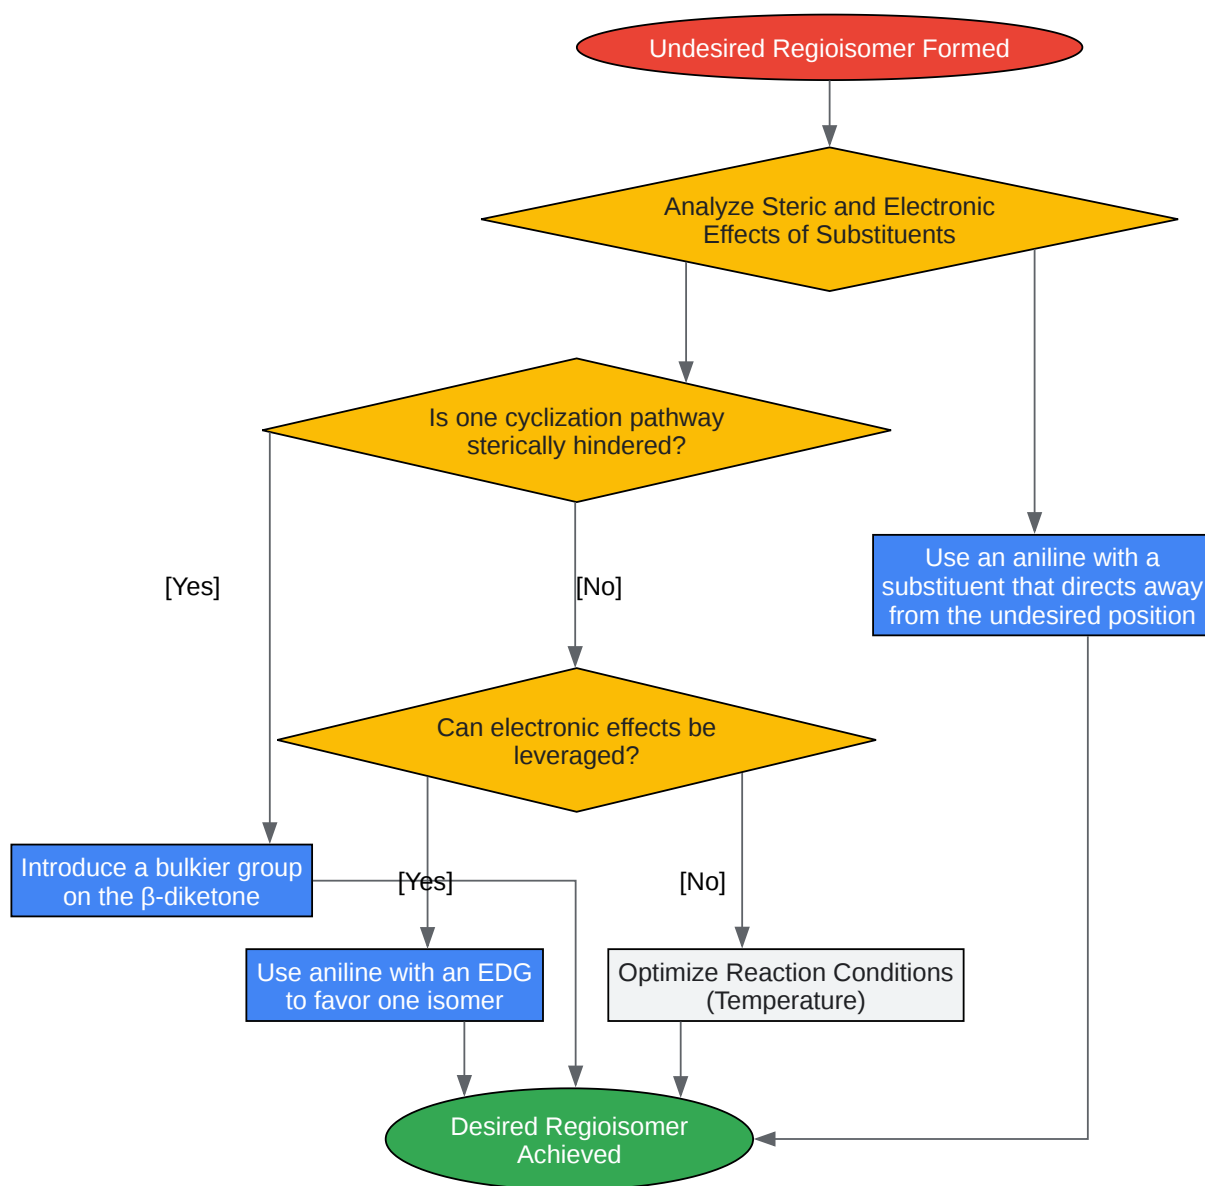 Undesired Regioisomer Formed
Analyze Steric and Electronic
Effects of Substituents
Is one cyclization pathway
sterically hindered?
Use an aniline with a
substituent that directs away
from the undesired position
[Yes]
[No]
Can electronic effects be
leveraged?
Introduce a bulkier group
on the β-diketone
[Yes]
[No]
Use aniline with an EDG
to favor one isomer
Optimize Reaction Conditions
(Temperature)
Desired Regioisomer
Achieved